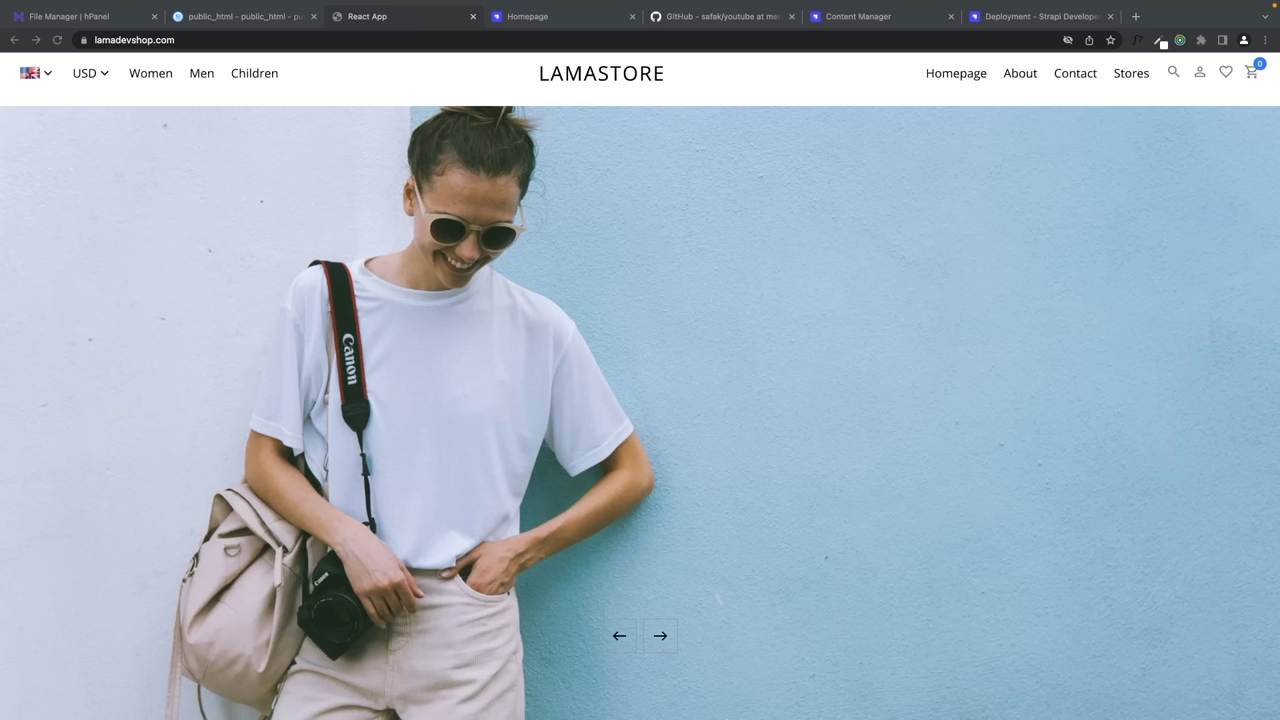 File Manager | hPanel
public_html - public_html - pu
React App
Homepage
GitHub - safak/youtube at
Content Manager
Deployment - Strapi Develope
lamadevshop.com
f?
USD
Women
Men
Children
LAMASTORE
Homepage
About
Contact
Stores
0
Canon
Canon